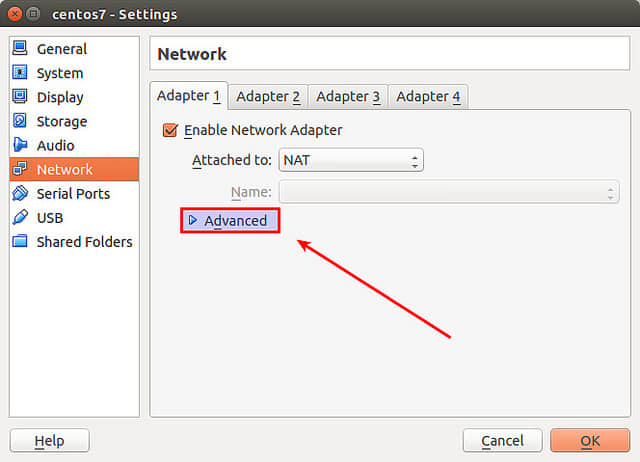 centos7 - Settings
General
System
Display
Storage
Audio
Network
Serial Ports
USB
Shared Folders
Network
Adapter 1 Adapter 2 Adapter 3 Adapter 4
Enable Network Adapter
Attached to: NAT
Name:
Advanced
Help Cancel OK